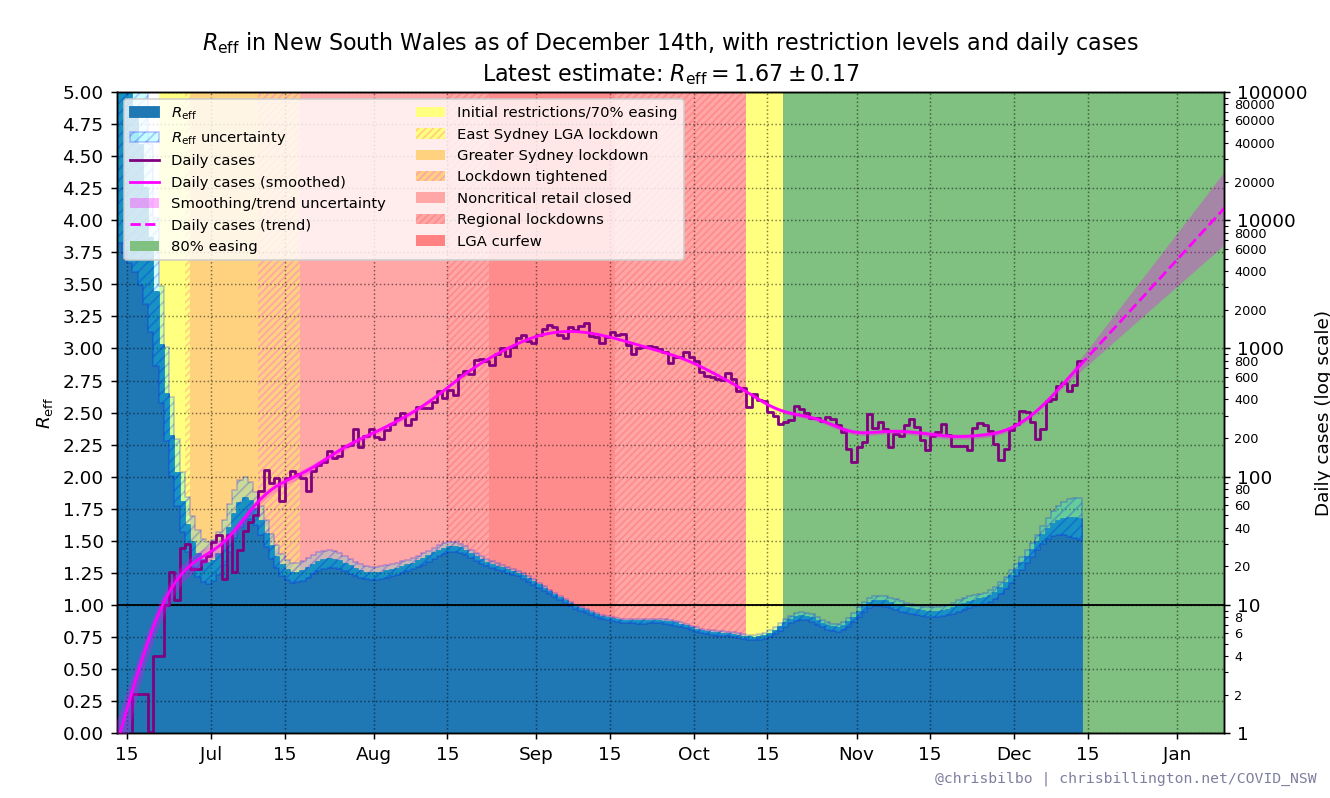 R_eff in New South Wales as of December 14th, with restriction levels and daily cases
Latest estimate: R_eff = 1.67 ± 0.17
R_eff
R_eff uncertainty
Daily cases
Daily cases (smoothed)
Smoothing/trend uncertainty
Daily cases (trend)
80% easing
Initial restrictions/70% easing
East Sydney LGA lockdown
Greater Sydney lockdown
Lockdown tightened
Noncritical retail closed
Regional lockdowns
LGA curfew
R_eff
5.00
4.75
4.50
4.25
4.00
3.75
3.50
3.25
3.00
2.75
2.50
2.25
2.00
1.75
1.50
1.25
1.00
0.75
0.50
0.25
0.00
100000
80000
60000
40000
20000
10000
8000
6000
4000
2000
1000
800
600
400
200
100
80
60
40
20
10
8
6
4
2
1
Daily cases (log scale)
15 Jul 15 Aug 15 Sep 15 Oct 15 Nov 15 Dec 15 Jan
@chrisbilbo | chrisbillington.net/COVID_NSW